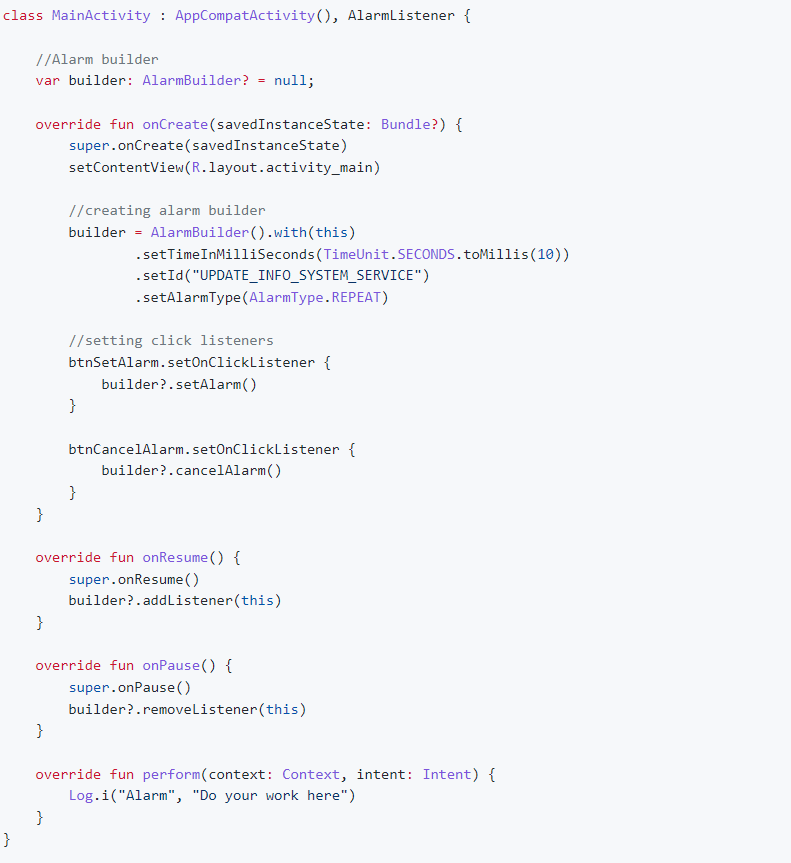 class MainActivity : AppCompatActivity(), AlarmListener {

    //Alarm builder
    var builder: AlarmBuilder? = null;

    override fun onCreate(savedInstanceState: Bundle?) {
        super.onCreate(savedInstanceState)
        setContentView(R.layout.activity_main)

        //creating alarm builder
        builder = AlarmBuilder().with(this)
                .setTimeInMilliSeconds(TimeUnit.SECONDS.toMillis(10))
                .setId("UPDATE_INFO_SYSTEM_SERVICE")
                .setAlarmType(AlarmType.REPEAT)

        //setting click listeners
        btnSetAlarm.setOnClickListener {
            builder?.setAlarm()
        }

        btnCancelAlarm.setOnClickListener {
            builder?.cancelAlarm()
        }
    }

    override fun onResume() {
        super.onResume()
        builder?.addListener(this)
    }

    override fun onPause() {
        super.onPause()
        builder?.removeListener(this)
    }

    override fun perform(context: Context, intent: Intent) {
        Log.i("Alarm", "Do your work here")
    }
}